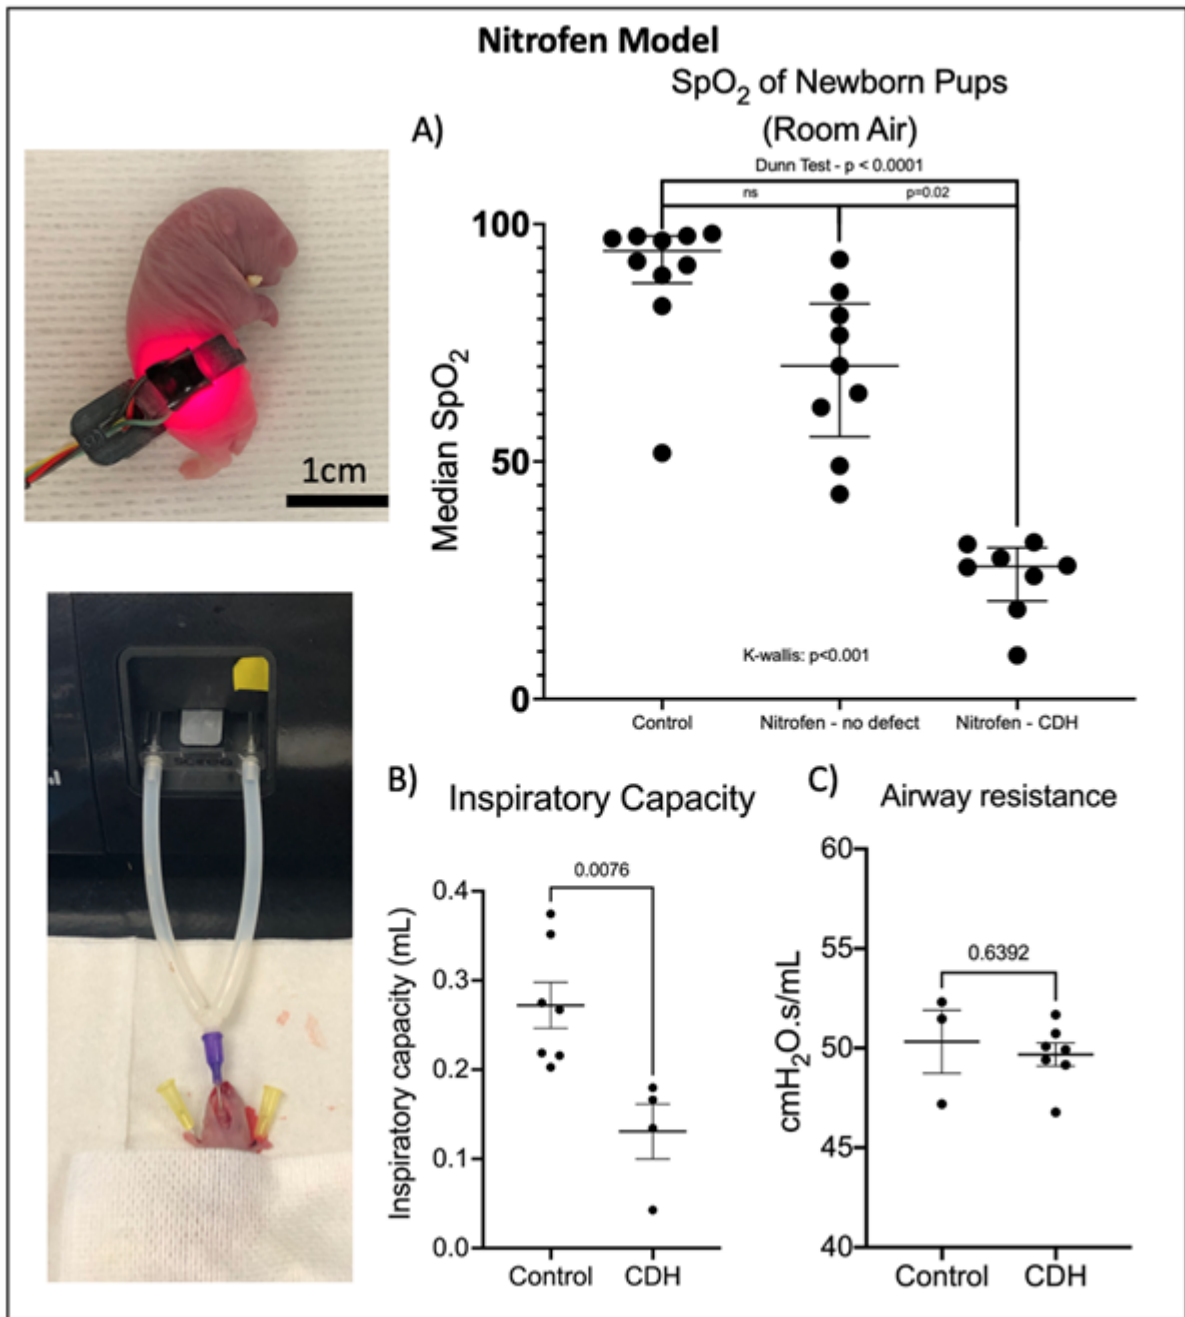 Nitrofen Model
SpO2 of Newborn Pups
(Room Air)
A)
Dunn Test - p < 0.0001
ns
p=0.02
100
50
0
Median SpO2
K-wallis: p<0.001
Control
Nitrofen - no defect
Nitrofen - CDH
1cm
B)
Inspiratory Capacity
0.0076
0.4
0.3
0.2
0.1
0.0
Inspiratory capacity (mL)
Control
CDH
C)
Airway resistance
0.6392
60
55
50
45
40
cmH2O.s/mL
Control
CDH